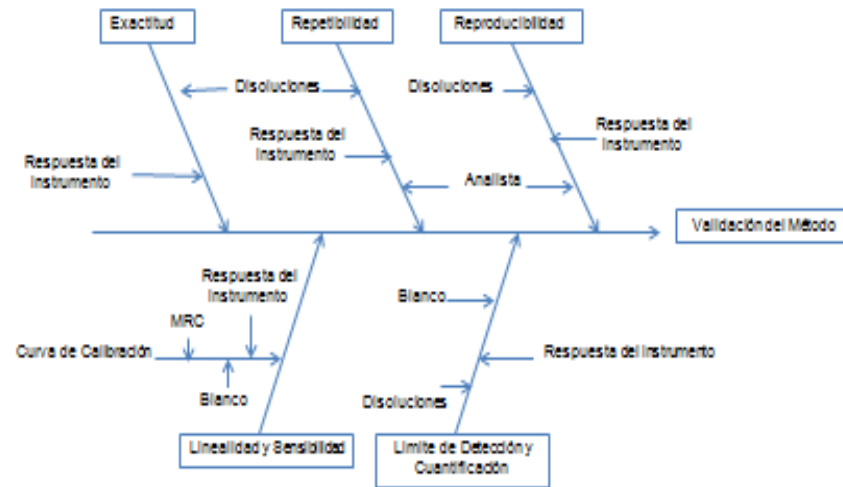 Exactitud
Repetibilidad
Reproducibilidad
Disoluciones
Disoluciones
Respuesta del
Instrumento
Respuesta del
Instrumento
Respuesta del
Instrumento
Analista
Validación del Método
Respuesta del
Instrumento
MRC
Curva de Calibración
Blanco
Blanco
Respuesta del Instrumento
Disoluciones
Linealidad y Sensibilidad
Limite de Detección y
Cuantificación